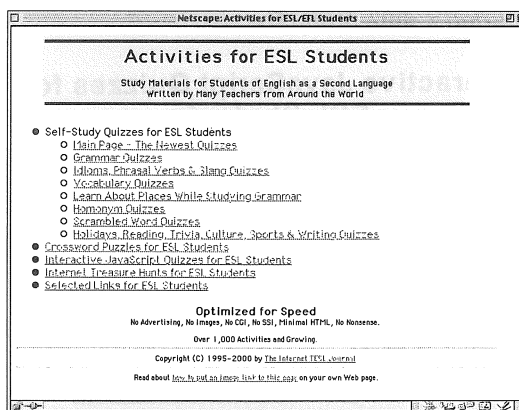 Netscape: Activities for ESL/EFL Students
Activities for ESL Students
Study Materials for Students of English as a Second Language
Written by Many Teachers from Around the World
Self-Study Quizzes for ESL Students
Main Page - The Newest Quizzes
Grammar Quizzes
Idioms, Phrasal Verbs & Slang Quizzes
Vocabulary Quizzes
Learn About Places While Studying Grammar
Homonym Quizzes
Scrambled Word Quizzes
Holidays, Reading, Trivia, Culture, Sports & Writing Quizzes
Crossword Puzzles for ESL Students
Interactive JavaScript Quizzes for ESL Students
Internet Treasure Hunts for ESL Students
Selected Links for ESL Students
Optimized for Speed
No Advertising, No Images, No CGI, No SSI, Minimal HTML, No Nonsense.
Over 1,000 Activities and Growing.
Copyright (C) 1995-2000 by The Internet TESL Journal
Read about how to put an image link to this page on your own Web page.